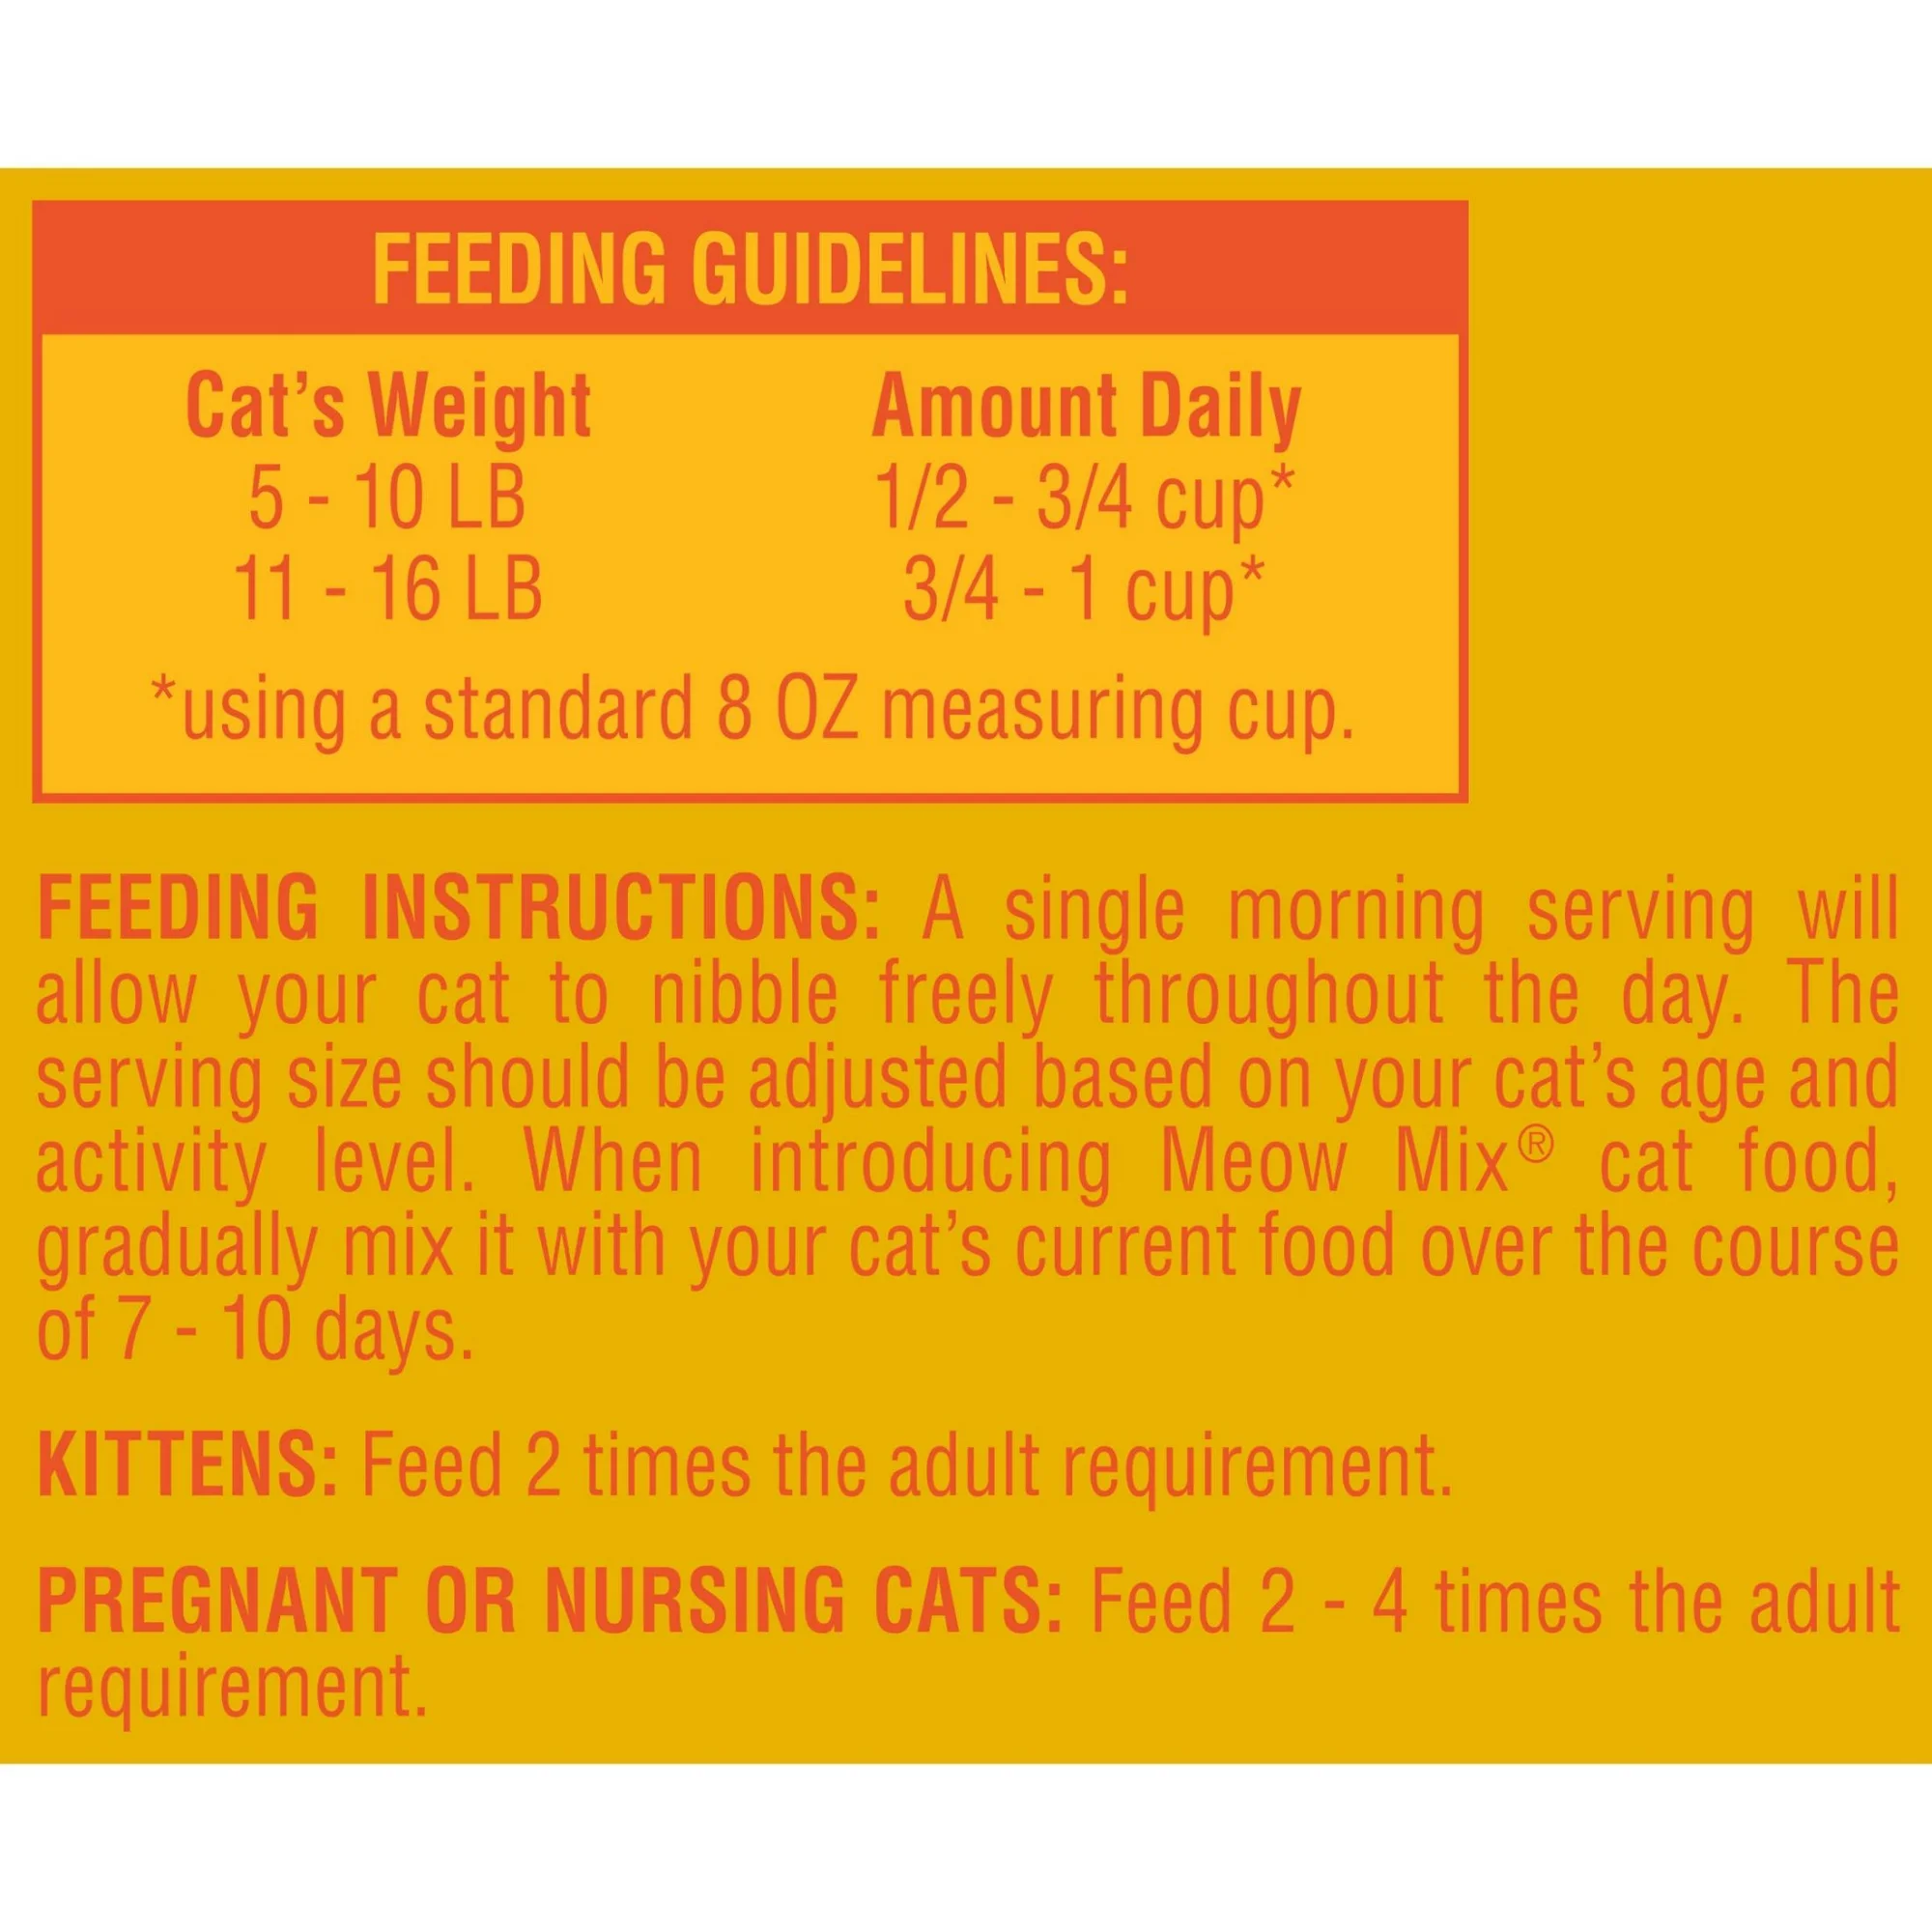 FEEDING GUIDELINES:
Cat's Weight Amount Daily
5 - 10 LB 1/2 - 3/4 cup*
11 - 16 LB 3/4 - 1 cup*
*using a standard 8 OZ measuring cup.
FEEDING INSTRUCTIONS: A single morning serving will
allow your cat to nibble freely throughout the day. The
serving size should be adjusted based on your cat's age and
activity level. When introducing Meow Mix® cat food,
gradually mix it with your cat's current food over the course
of 7 - 10 days.
KITTENS: Feed 2 times the adult requirement.
PREGNANT OR NURSING CATS: Feed 2 - 4 times the adult
requirement.